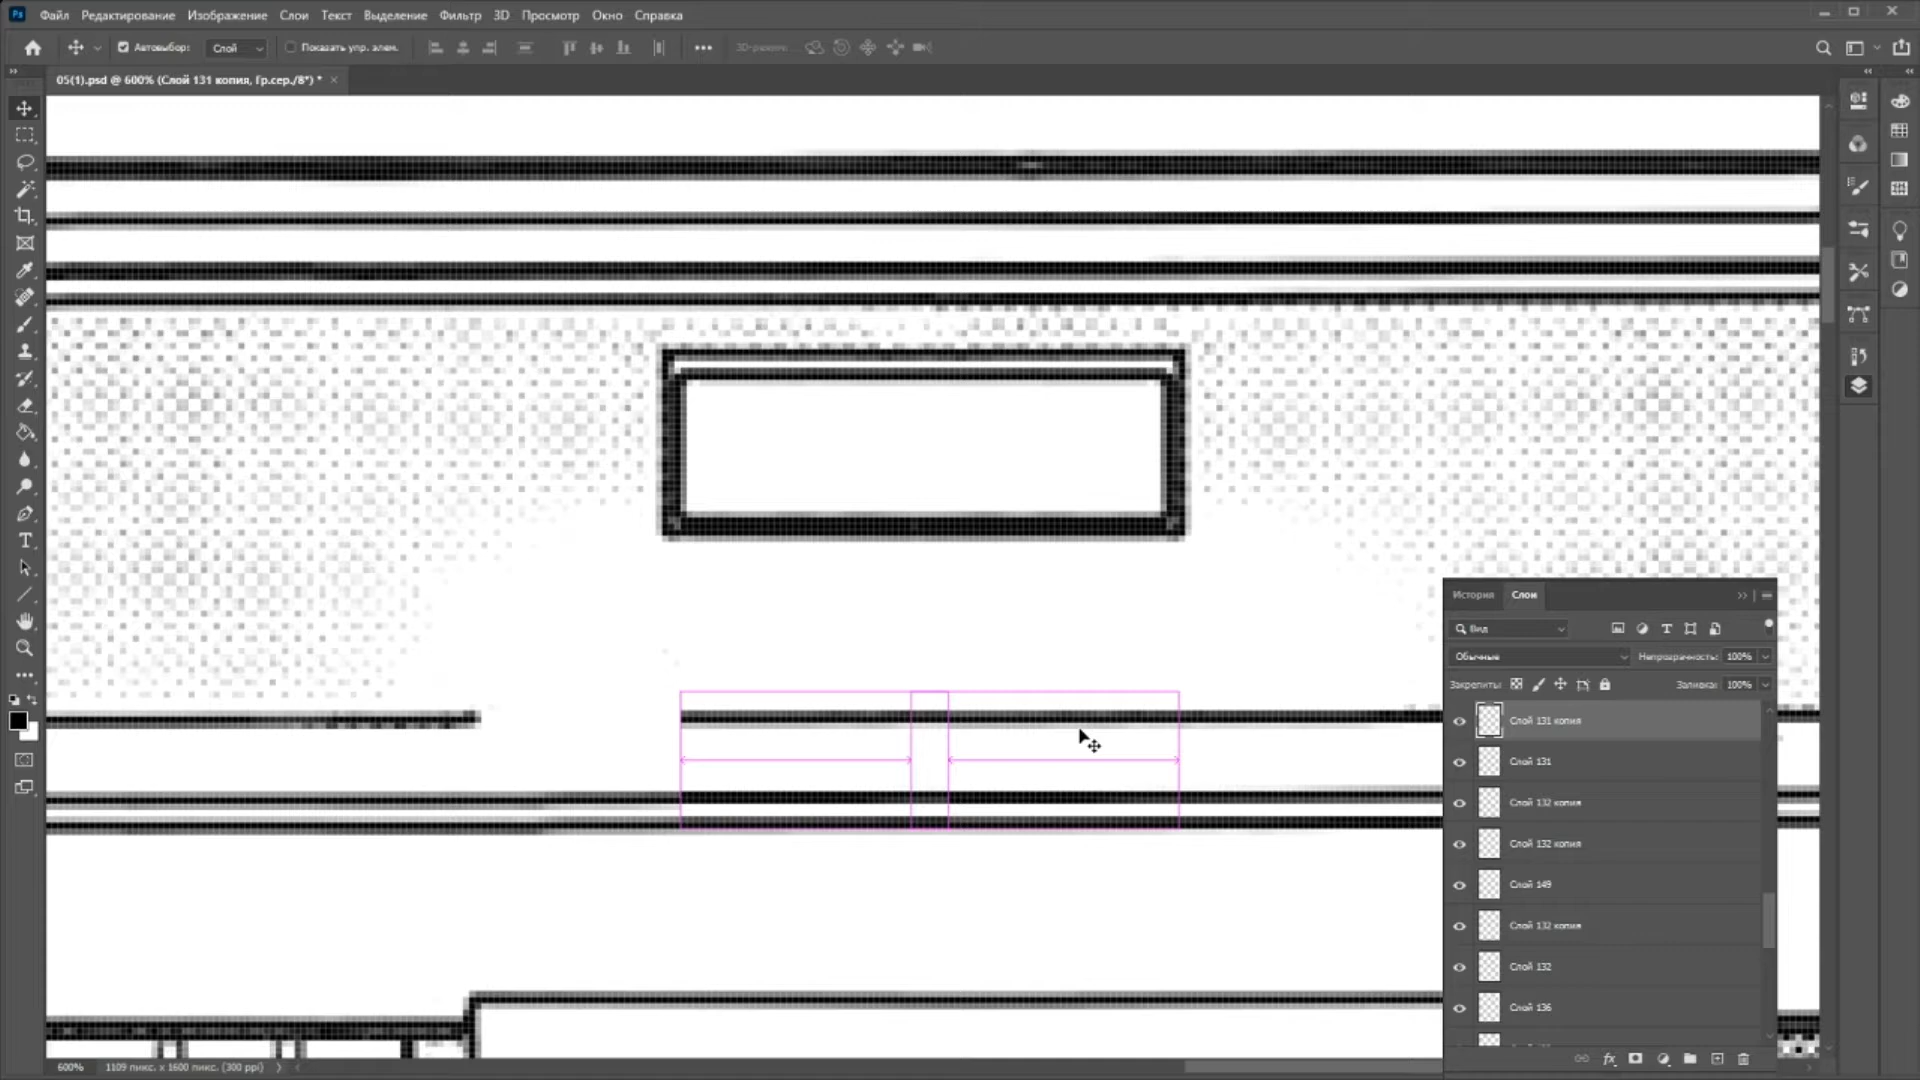 Ps Файл Редактирование Изображение Слои Текст Выделение Фильтр 3D Просмотр Окно Справка
Автовыбор: Слой Показать упр. элем. 3D-режим...
05(1).psd @ 600% (Слой 131 копия, Гр.сер./8*) *
История Слои
Вид
Обычные Непрозрачность: 100%
Закрепить: Заливка: 100%
Слой 131 копия
Слой 131
Слой 132 копия
Слой 132 копия
Слой 149
Слой 132 копия
Слой 132
Слой 136
600% 1109 пикс. x 1600 пикс. (300 ppi)